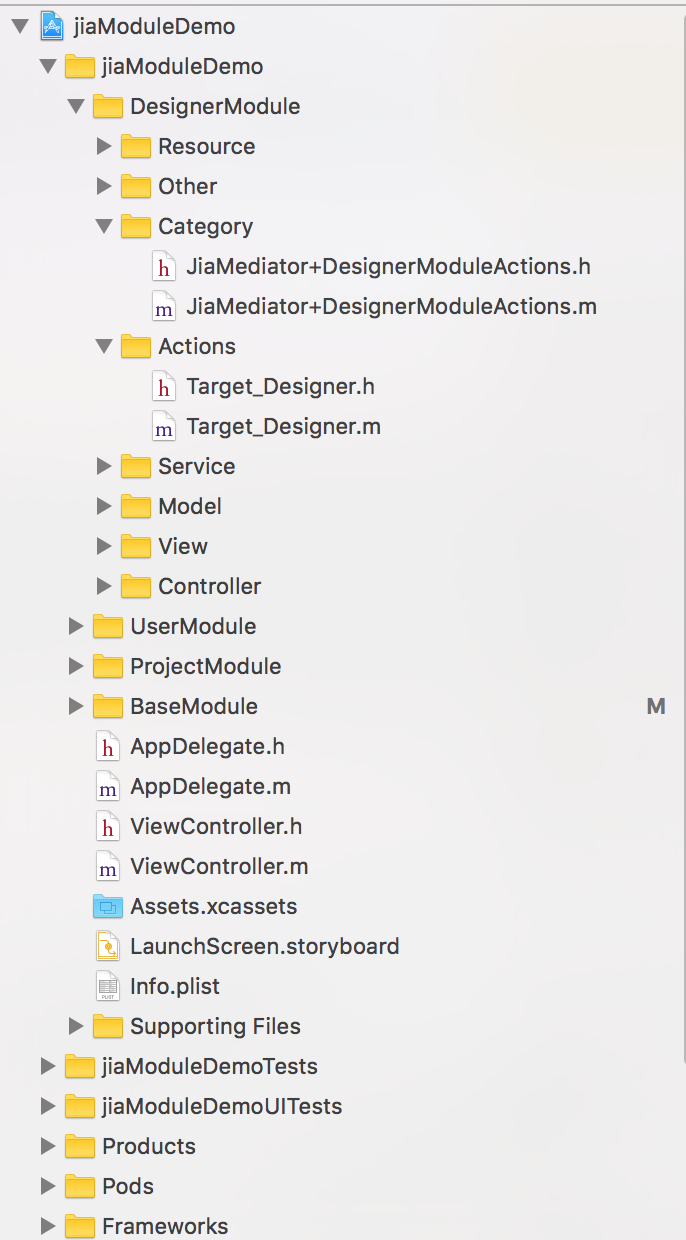 jiaModuleDemo
jiaModuleDemo
DesignerModule
Resource
Other
Category
h JiaMediator+DesignerModuleActions.h
m JiaMediator+DesignerModuleActions.m
Actions
h Target_Designer.h
m Target_Designer.m
Service
Model
View
Controller
UserModule
ProjectModule
BaseModule M
h AppDelegate.h
m AppDelegate.m
h ViewController.h
m ViewController.m
Assets.xcassets
LaunchScreen.storyboard
PLIST Info.plist
Supporting Files
jiaModuleDemoTests
jiaModuleDemoUITests
Products
Pods
Frameworks